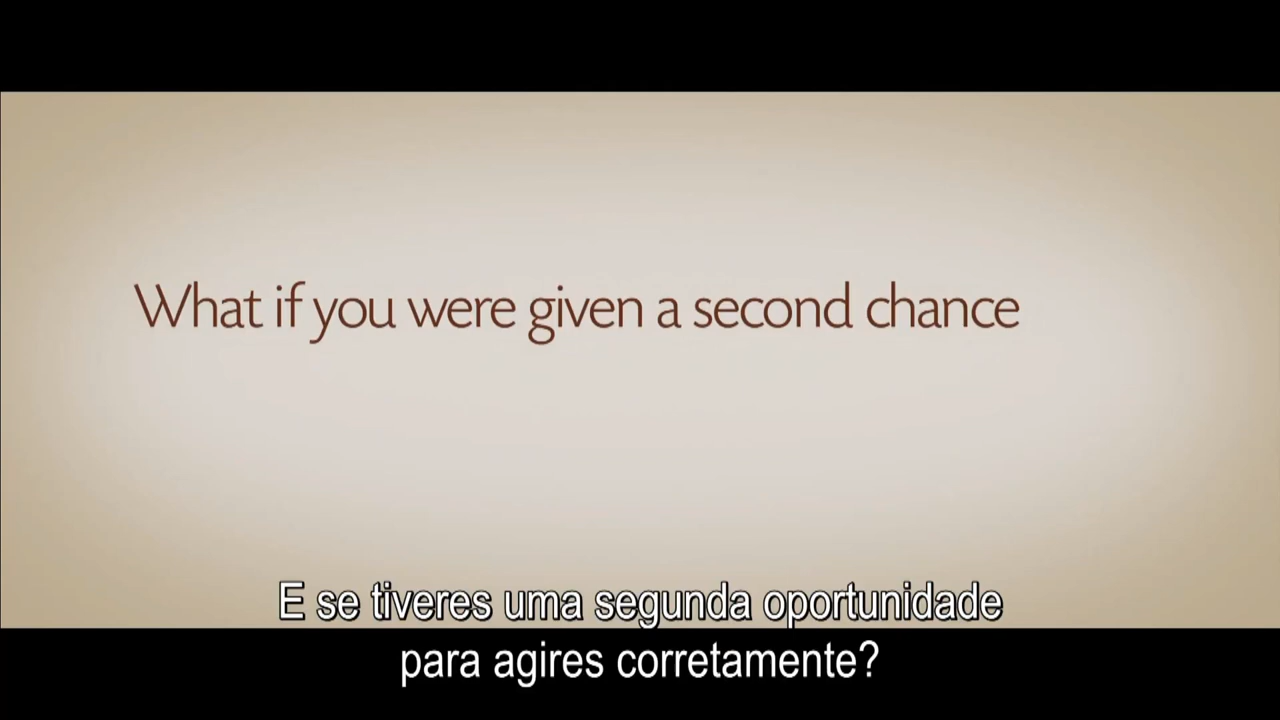 What if you were given a second chance
E se tiveres uma segunda oportunidade
para agires corretamente?